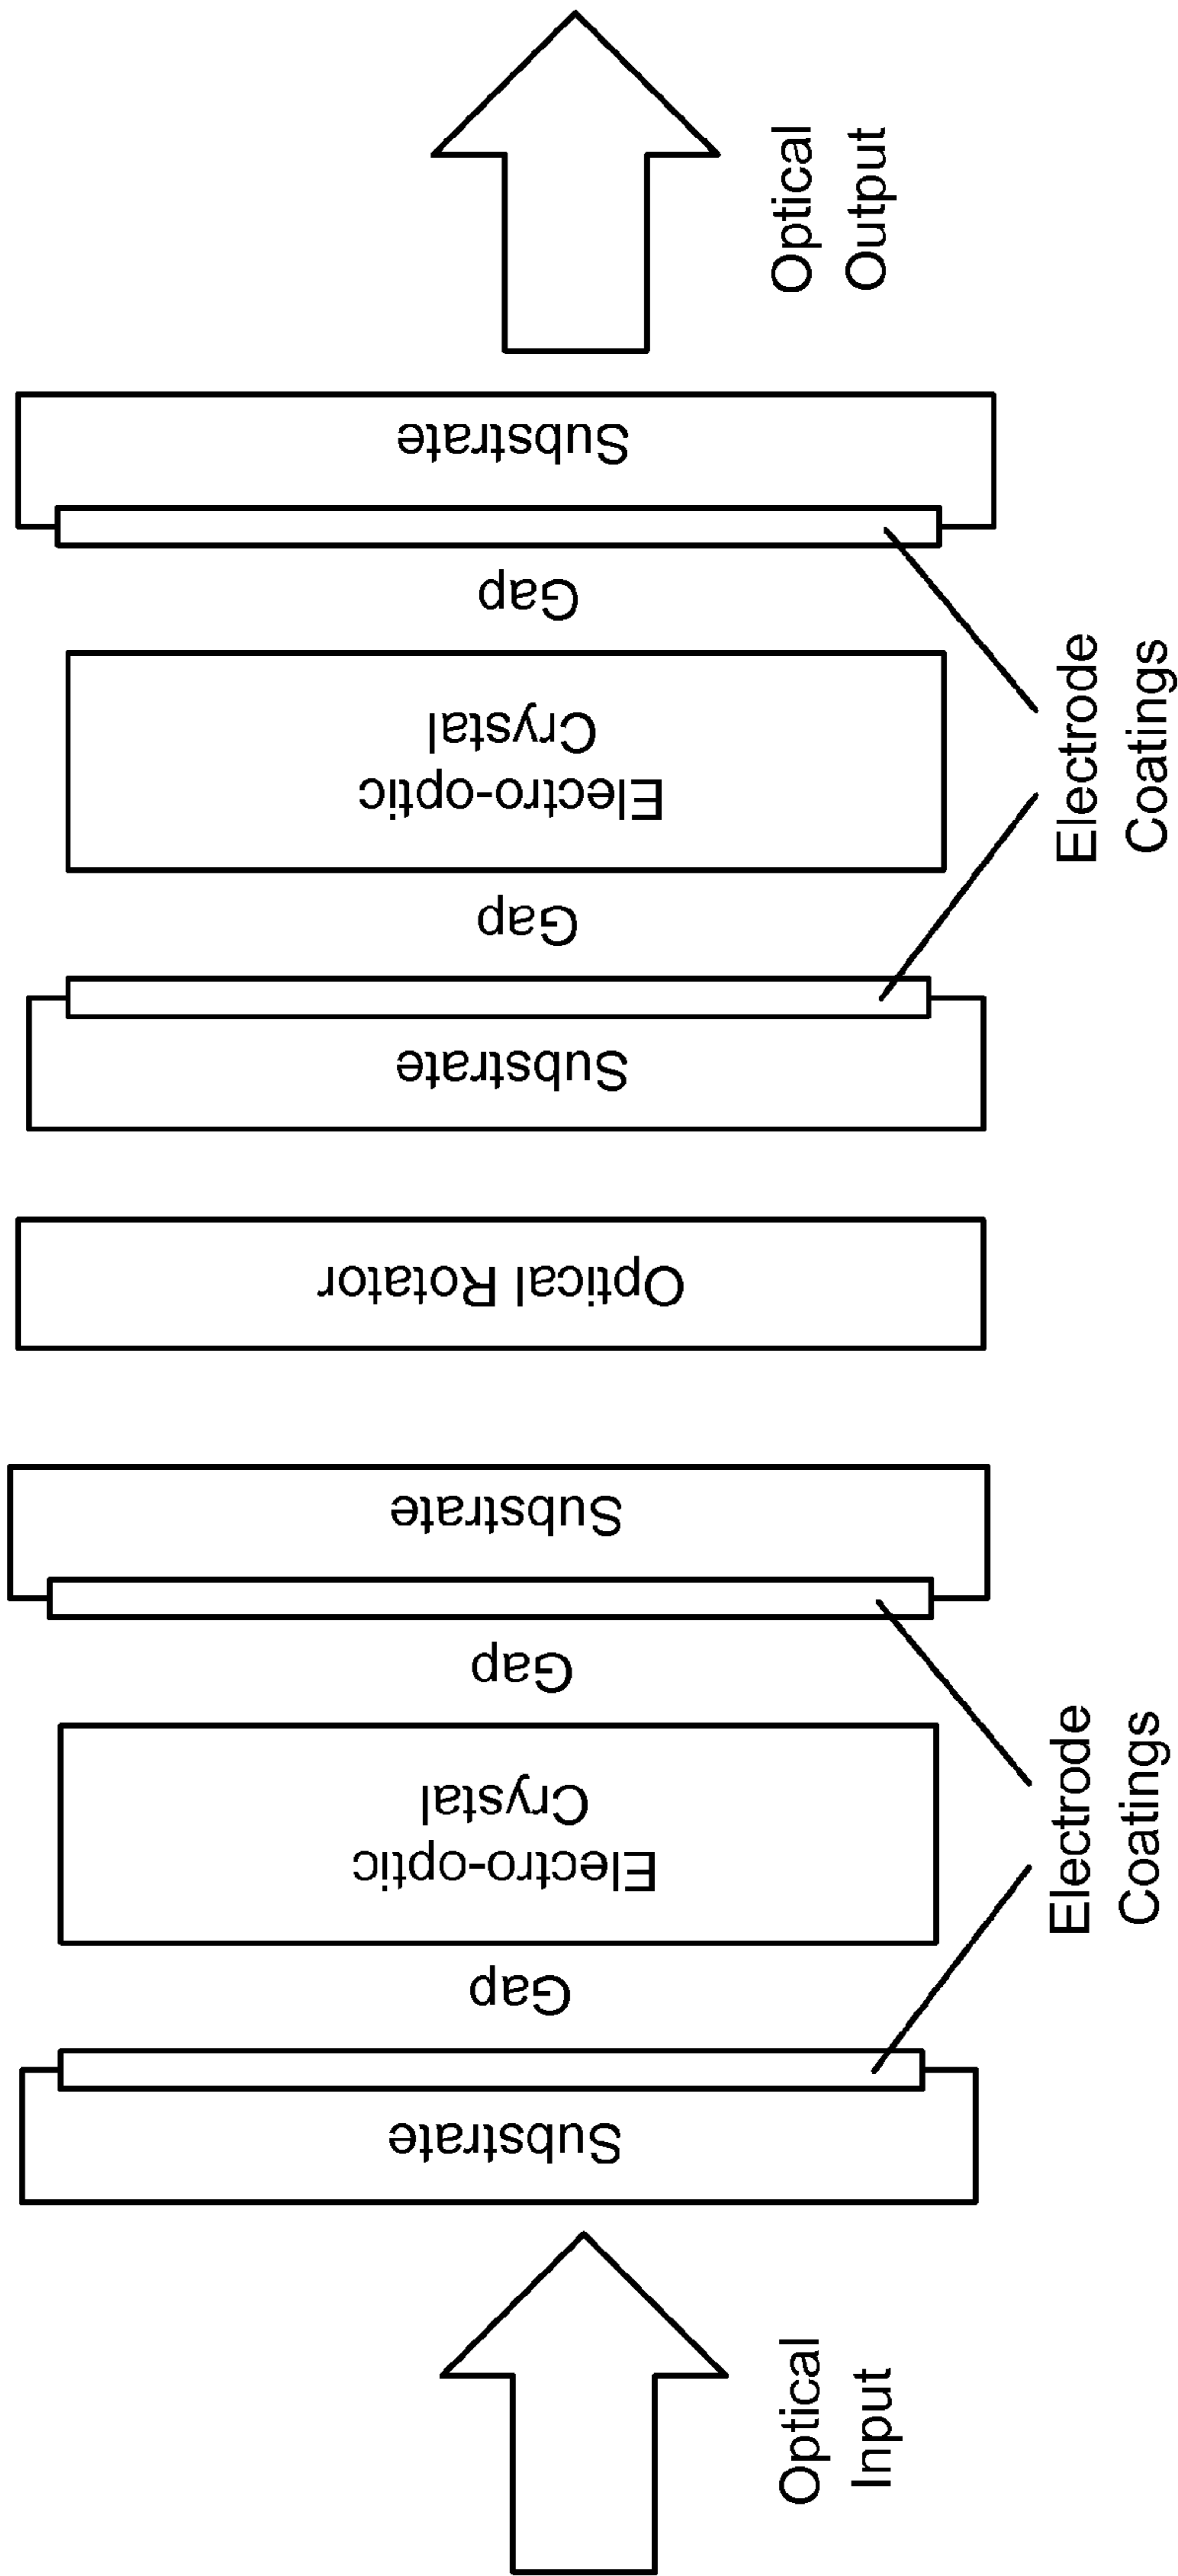 Optical
Input
Substrate
Gap
Electro-optic
Crystal
Gap
Substrate
Electrode
Coatings
Optical Rotator
Substrate
Gap
Electro-optic
Crystal
Gap
Substrate
Electrode
Coatings
Optical
Output